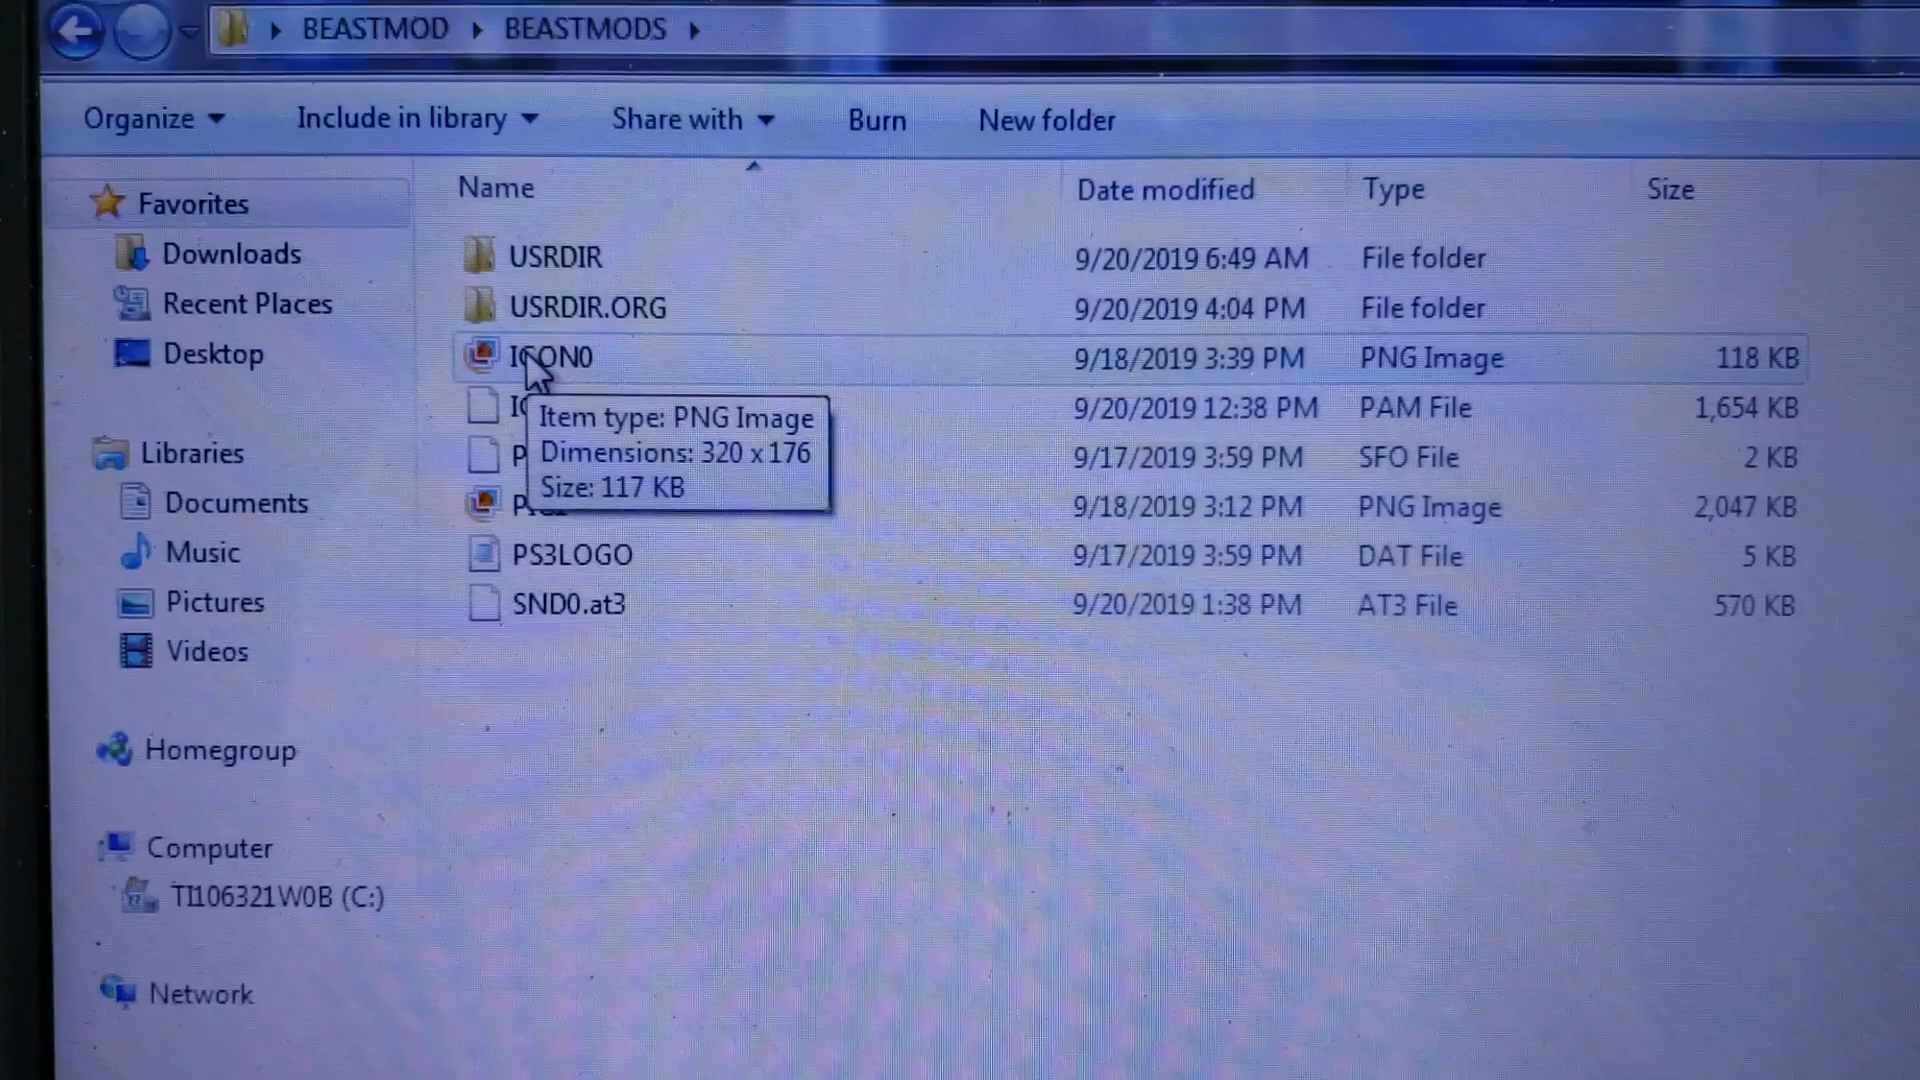 BEASTMOD BEASTMODS
Organize Include in library Share with Burn New folder
Name Date modified Type Size
Favorites
Downloads
Recent Places
Desktop
Libraries
Documents
Music
Pictures
Videos
Homegroup
Computer
TI106321W0B (C:)
Network
USRDIR 9/20/2019 6:49 AM File folder
USRDIR.ORG 9/20/2019 4:04 PM File folder
ICON0 9/18/2019 3:39 PM PNG Image 118 KB
9/20/2019 12:38 PM PAM File 1,654 KB
9/17/2019 3:59 PM SFO File 2 KB
9/18/2019 3:12 PM PNG Image 2,047 KB
PS3LOGO 9/17/2019 3:59 PM DAT File 5 KB
SND0.at3 9/20/2019 1:38 PM AT3 File 570 KB
Item type: PNG Image
Dimensions: 320 x 176
Size: 117 KB